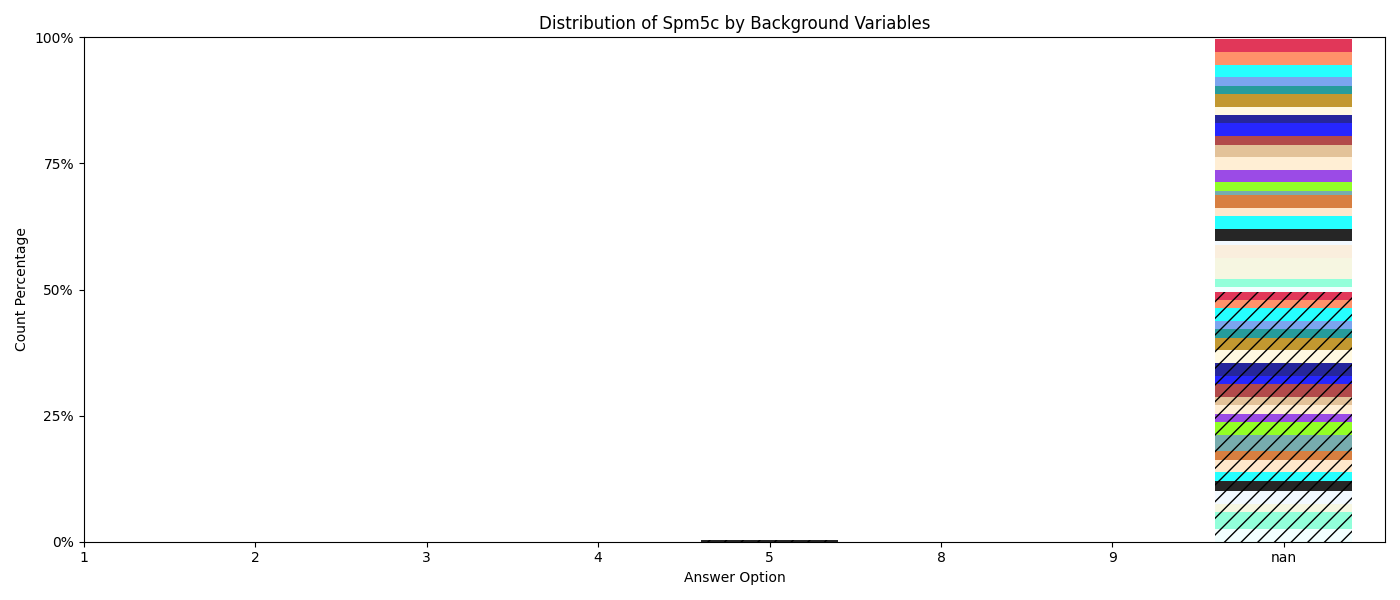 Distribution of Spm5c by Background Variables
100%
75%
50%
25%
0%
Count Percentage
1 2 3 4 5 8 9 nan
Answer Option